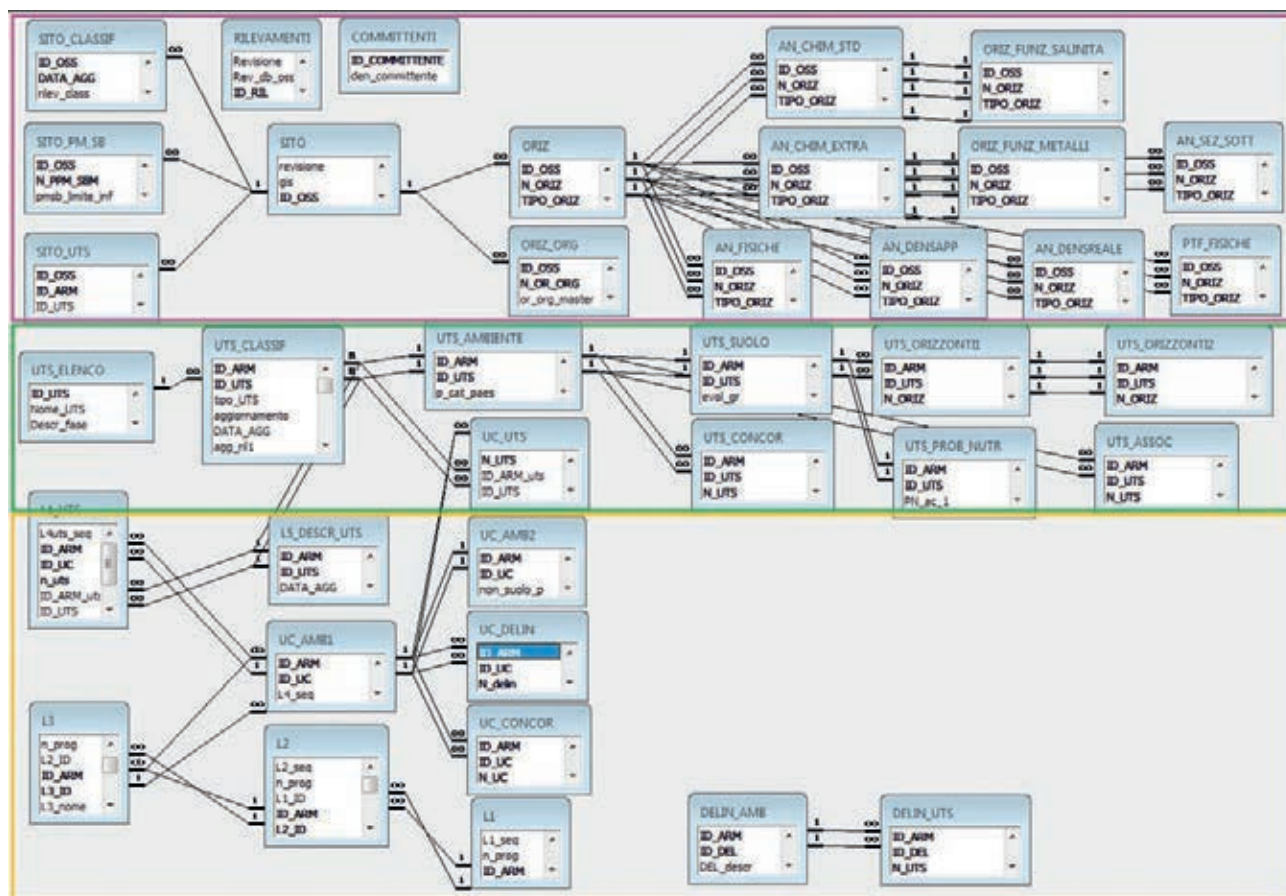 SITO_CLASSIF
ID_OSS
DATA_AGG
rilev_class
RILEVAMENTI
Revisione
Rev_db_oss
ID_RIL
COMMITTENTI
ID_COMMITTENTE
den_committente
AN_CHIM_STD
ID_OSS
N_ORIZ
TIPO_ORIZ
ORIZ_FUNZ_SALINITA
ID_OSS
N_ORIZ
TIPO_ORIZ
SITO_PM_SB
ID_OSS
N_PPM_SBM
pmsb_limite_inf
SITO
revisione
gis
ID_OSS
ORIZ
ID_OSS
N_ORIZ
TIPO_ORIZ
AN_CHIM_EXTRA
ID_OSS
N_ORIZ
TIPO_ORIZ
ORIZ_FUNZ_METALLI
ID_OSS
N_ORIZ
TIPO_ORIZ
AN_SEZ_SOTT
ID_OSS
N_ORIZ
TIPO_ORIZ
SITO_UTS
ID_OSS
ID_ARM
ID_UTS
ORIZ_ORG
ID_OSS
N_OR_ORG
or_org_master
AN_FISICHE
ID_OSS
N_ORIZ
TIPO_ORIZ
AN_DENSAPP
ID_OSS
N_ORIZ
TIPO_ORIZ
AN_DENSREALE
ID_OSS
N_ORIZ
TIPO_ORIZ
PTF_FISICHE
ID_OSS
N_ORIZ
TIPO_ORIZ
UTS_ELENCO
ID_UTS
Nome_UTS
Descr_fase
UTS_CLASSIF
ID_ARM
ID_UTS
tipo_UTS
aggiornamento
DATA_AGG
agg_ril1
UTS_AMBIENTE
ID_ARM
ID_UTS
p_cat_paes
UTS_SUOLO
ID_ARM
ID_UTS
eval_gr
UTS_ORIZZONTI1
ID_ARM
ID_UTS
N_ORIZ
UTS_ORIZZONTI2
ID_ARM
ID_UTS
N_ORIZ
UC_UTS
N_UTS
ID_ARM_uts
ID_UTS
UTS_CONCOR
ID_ARM
ID_UTS
N_UTS
UTS_PROB_NUTR
ID_ARM
ID_UTS
PN_ac_1
UTS_ASSOC
ID_ARM
ID_UTS
N_UTS
L4_UTS
L4uts_seq
ID_ARM
ID_UC
n_uts
ID_ARM_uts
ID_UTS
L5_DESCR_UTS
ID_ARM
ID_UTS
DATA_AGG
UC_AMB2
ID_ARM
ID_UC
non_suolo_p
UC_AMB1
ID_ARM
ID_UC
L4_seq
UC_DELIN
ID_ARM
ID_UC
N_delin
L3
n_prog
L2_ID
ID_ARM
L3_ID
L3_nome
L2
L2_seq
n_prog
L1_ID
ID_ARM
L2_ID
UC_CONCOR
ID_ARM
ID_UC
N_UC
L1
L1_seq
n_prog
ID_ARM
DELIN_AMB
ID_ARM
ID_DEL
DEL_descr
DELIN_UTS
ID_ARM
ID_DEL
N_UTS